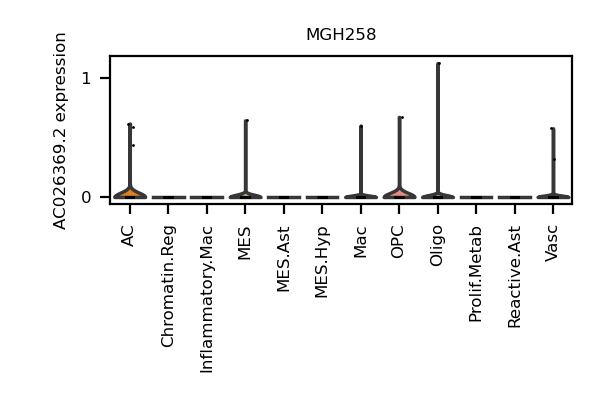 MGH258
AC026369.2 expression
1
0
AC
Chromatin.Reg
Inflammatory.Mac
MES
MES.Ast
MES.Hyp
Mac
OPC
Oligo
Prolif.Metab
Reactive.Ast
Vasc